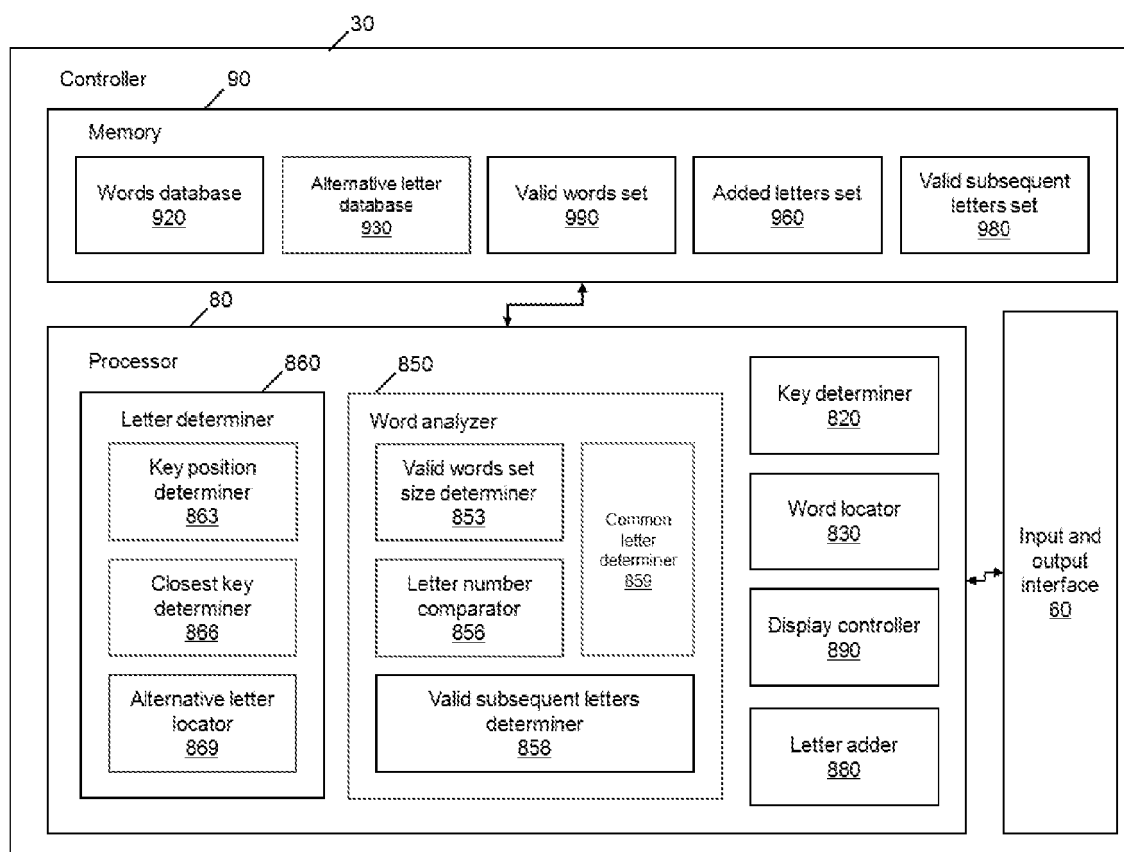 30
Controller
90
Memory
Words database
920
Alternative letter
database
930
Valid words set
990
Added letters set
960
Valid subsequent
letters set
980
80
Processor
860
Letter determiner
Key position
determiner
863
Closest key
determiner
866
Alternative letter
locator
869
850
Word analyzer
Valid words set
size determiner
853
Letter number
comparator
856
Common
letter
determiner
859
Valid subsequent letters
determiner
858
Key determiner
820
Word locator
830
Display controller
890
Letter adder
880
Input and
output
interface
60